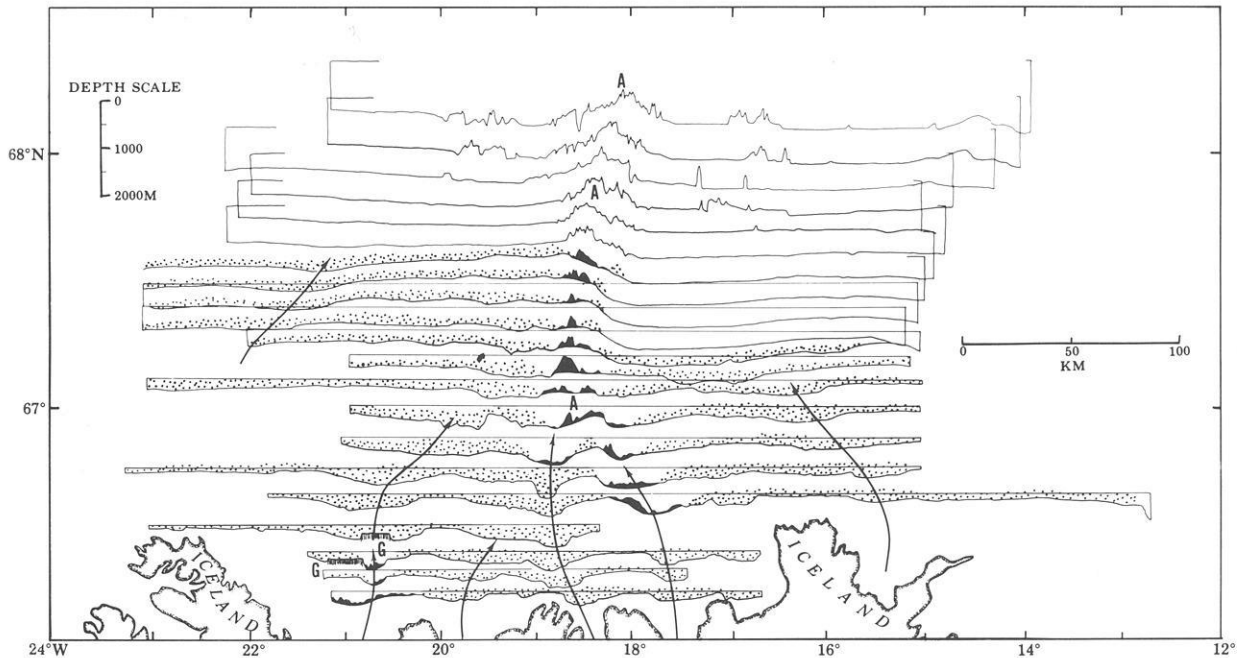 A
DEPTH SCALE
0
68°N
1000
2000M
A
0 50 100
KM
67°
A
G
G
ICELAND
ICELAND
24°W 22 20 18 16 14 12°